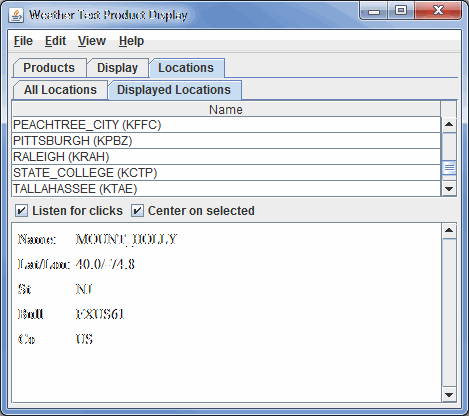 Weather Text Product Display
File Edit View Help
Products Display Locations
All Locations Displayed Locations
Name
PEACHTREE_CITY (KFFC)
PITTSBURGH (KPBZ)
RALEIGH (KRAH)
STATE_COLLEGE (KCTP)
TALLAHASSEE (KTAE)
Listen for clicks Center on selected
Name: MOUNT_HOLLY
Lat/Lon: 40.0/-74.8
St NJ
Bull FXUS61
Co US